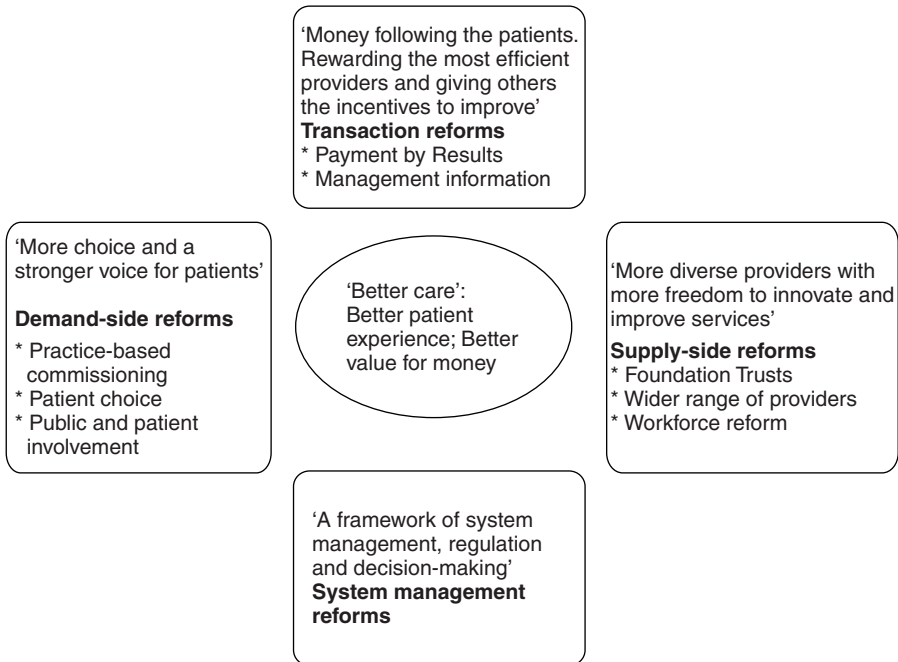 ‘Money following the patients.
Rewarding the most efficient
providers and giving others
the incentives to improve’
Transaction reforms
* Payment by Results
* Management information
‘More choice and a
stronger voice for patients’
Demand-side reforms
* Practice-based
commissioning
* Patient choice
* Public and patient
involvement
‘Better care’:
Better patient
experience; Better
value for money
‘More diverse providers with
more freedom to innovate and
improve services’
Supply-side reforms
* Foundation Trusts
* Wider range of providers
* Workforce reform
‘A framework of system
management, regulation
and decision-making’
System management
reforms